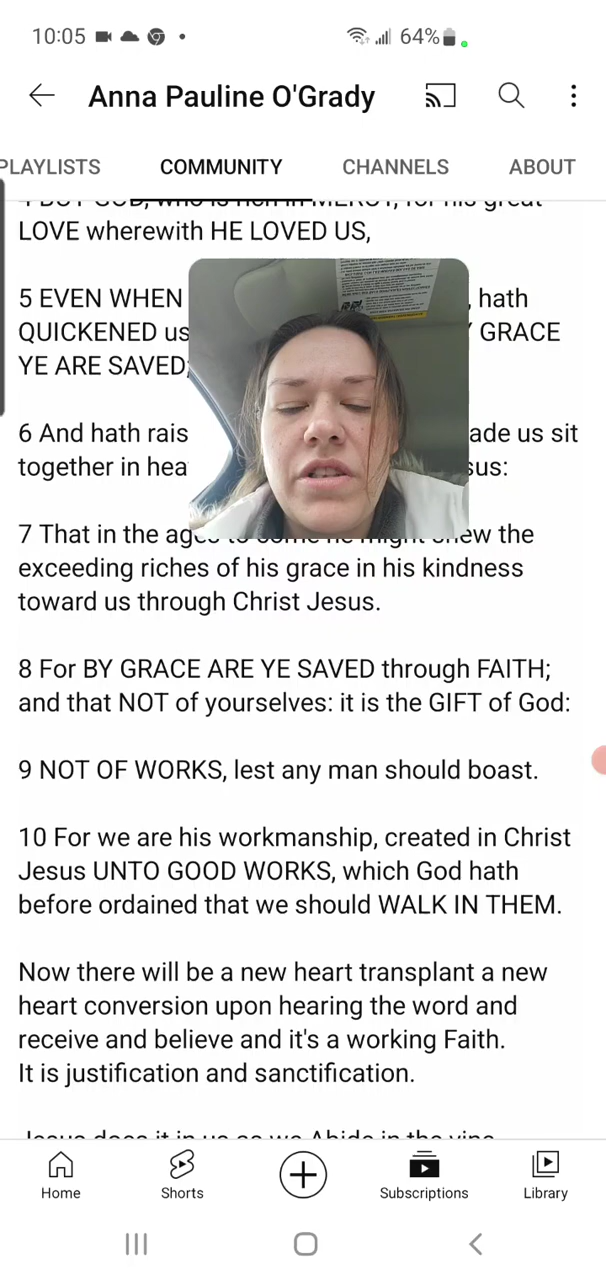 10:05 64%
Anna Pauline O'Grady
PLAYLISTS COMMUNITY CHANNELS ABOUT
LOVE wherewith HE LOVED US,
5 EVEN WHEN , hath
QUICKENED us GRACE
YE ARE SAVED;
6 And hath rais ade us sit
together in hea sus:
7 That in the ages to come he might shew the
exceeding riches of his grace in his kindness
toward us through Christ Jesus.
8 For BY GRACE ARE YE SAVED through FAITH;
and that NOT of yourselves: it is the GIFT of God:
9 NOT OF WORKS, lest any man should boast.
10 For we are his workmanship, created in Christ
Jesus UNTO GOOD WORKS, which God hath
before ordained that we should WALK IN THEM.
Now there will be a new heart transplant a new
heart conversion upon hearing the word and
receive and believe and it's a working Faith.
It is justification and sanctification.
Home Shorts Subscriptions Library